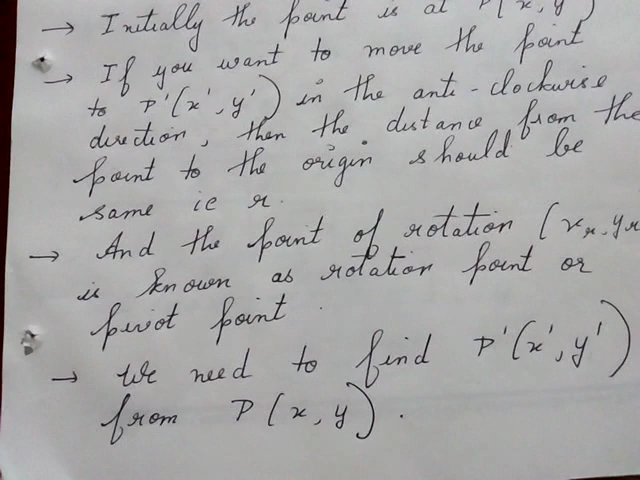 → Initially the point is at P(x, y)
→ If you want to move the point
to P'(x', y') in the anti-clockwise
direction, then the distance from the
point to the origin should be
same ie r.
→ And the point of rotation (xr, yr
is known as rotation point or
pivot point.
→ We need to find P'(x', y')
from P(x, y).